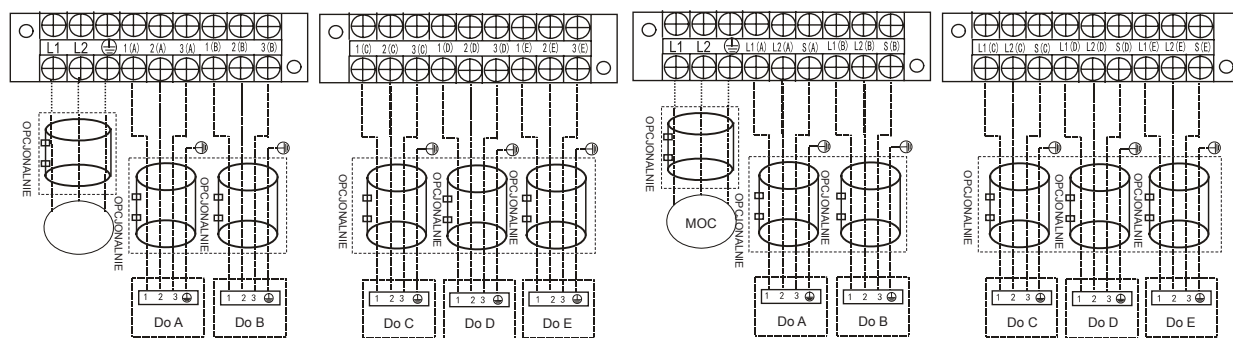 L1 L2 1(A) 2(A) 3(A) 1(B) 2(B) 3(B)
OPCJONALNIE
OPCJONALNIE
OPCJONALNIE
1 2 3
Do A
1 2 3
Do B
1(C) 2(C) 3(C) 1(D) 2(D) 3(D) 1(E) 2(E) 3(E)
OPCJONALNIE
OPCJONALNIE
OPCJONALNIE
1 2 3
Do C
1 2 3
Do D
1 2 3
Do E
L1 L2 L1(A) L2(A) S(A) L1(B) L2(B) S(B)
OPCJONALNIE
MOC
OPCJONALNIE
OPCJONALNIE
1 2 3
Do A
1 2 3
Do B
L1(C) L2(C) S(C) L1(D) L2(D) S(D) L1(E) L2(E) S(E)
OPCJONALNIE
OPCJONALNIE
OPCJONALNIE
1 2 3
Do C
1 2 3
Do D
1 2 3
Do E